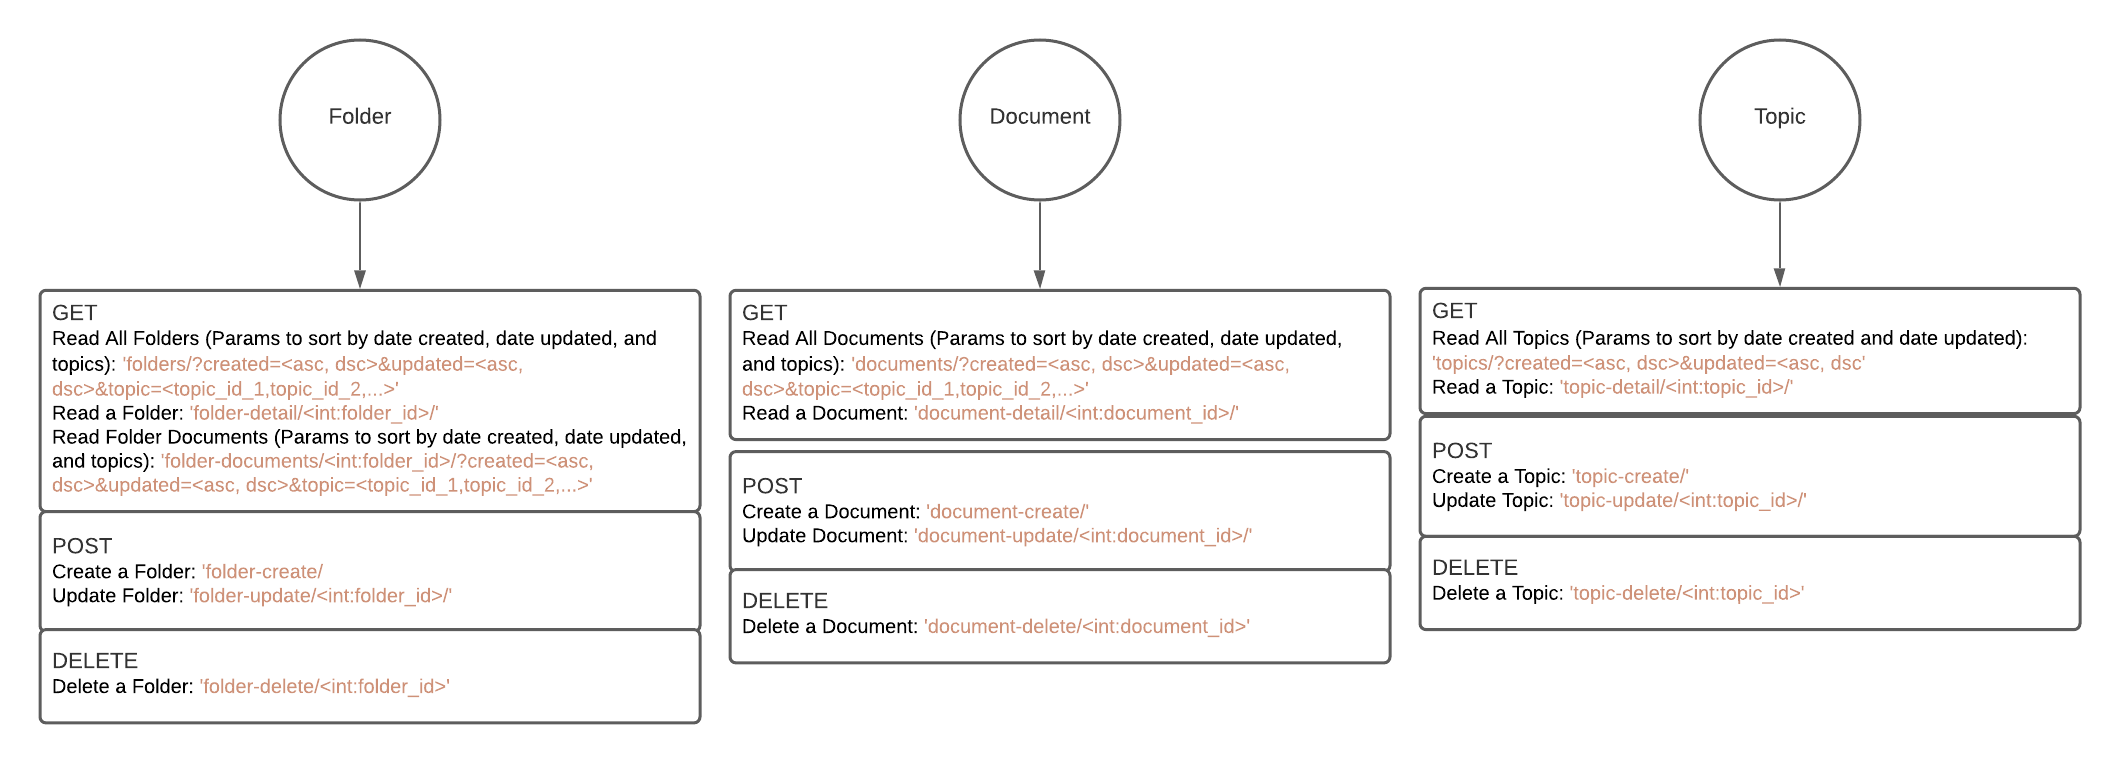 Folder
GET
Read All Folders (Params to sort by date created, date updated, and
topics): 'folders/?created=<asc, dsc>&updated=<asc,
dsc>&topic=<topic_id_1,topic_id_2,...>'
Read a Folder: 'folder-detail/<int:folder_id>/'
Read Folder Documents (Params to sort by date created, date updated,
and topics): 'folder-documents/<int:folder_id>/?created=<asc,
dsc>&updated=<asc, dsc>&topic=<topic_id_1,topic_id_2,...>'
POST
Create a Folder: 'folder-create/
Update Folder: 'folder-update/<int:folder_id>/'
DELETE
Delete a Folder: 'folder-delete/<int:folder_id>'
Document
GET
Read All Documents (Params to sort by date created, date updated,
and topics): 'documents/?created=<asc, dsc>&updated=<asc,
dsc>&topic=<topic_id_1,topic_id_2,...>'
Read a Document: 'document-detail/<int:document_id>/'
POST
Create a Document: 'document-create/'
Update Document: 'document-update/<int:document_id>/'
DELETE
Delete a Document: 'document-delete/<int:document_id>'
Topic
GET
Read All Topics (Params to sort by date created and date updated):
'topics/?created=<asc, dsc>&updated=<asc, dsc'
Read a Topic: 'topic-detail/<int:topic_id>/'
POST
Create a Topic: 'topic-create/'
Update Topic: 'topic-update/<int:topic_id>/'
DELETE
Delete a Topic: 'topic-delete/<int:topic_id>'